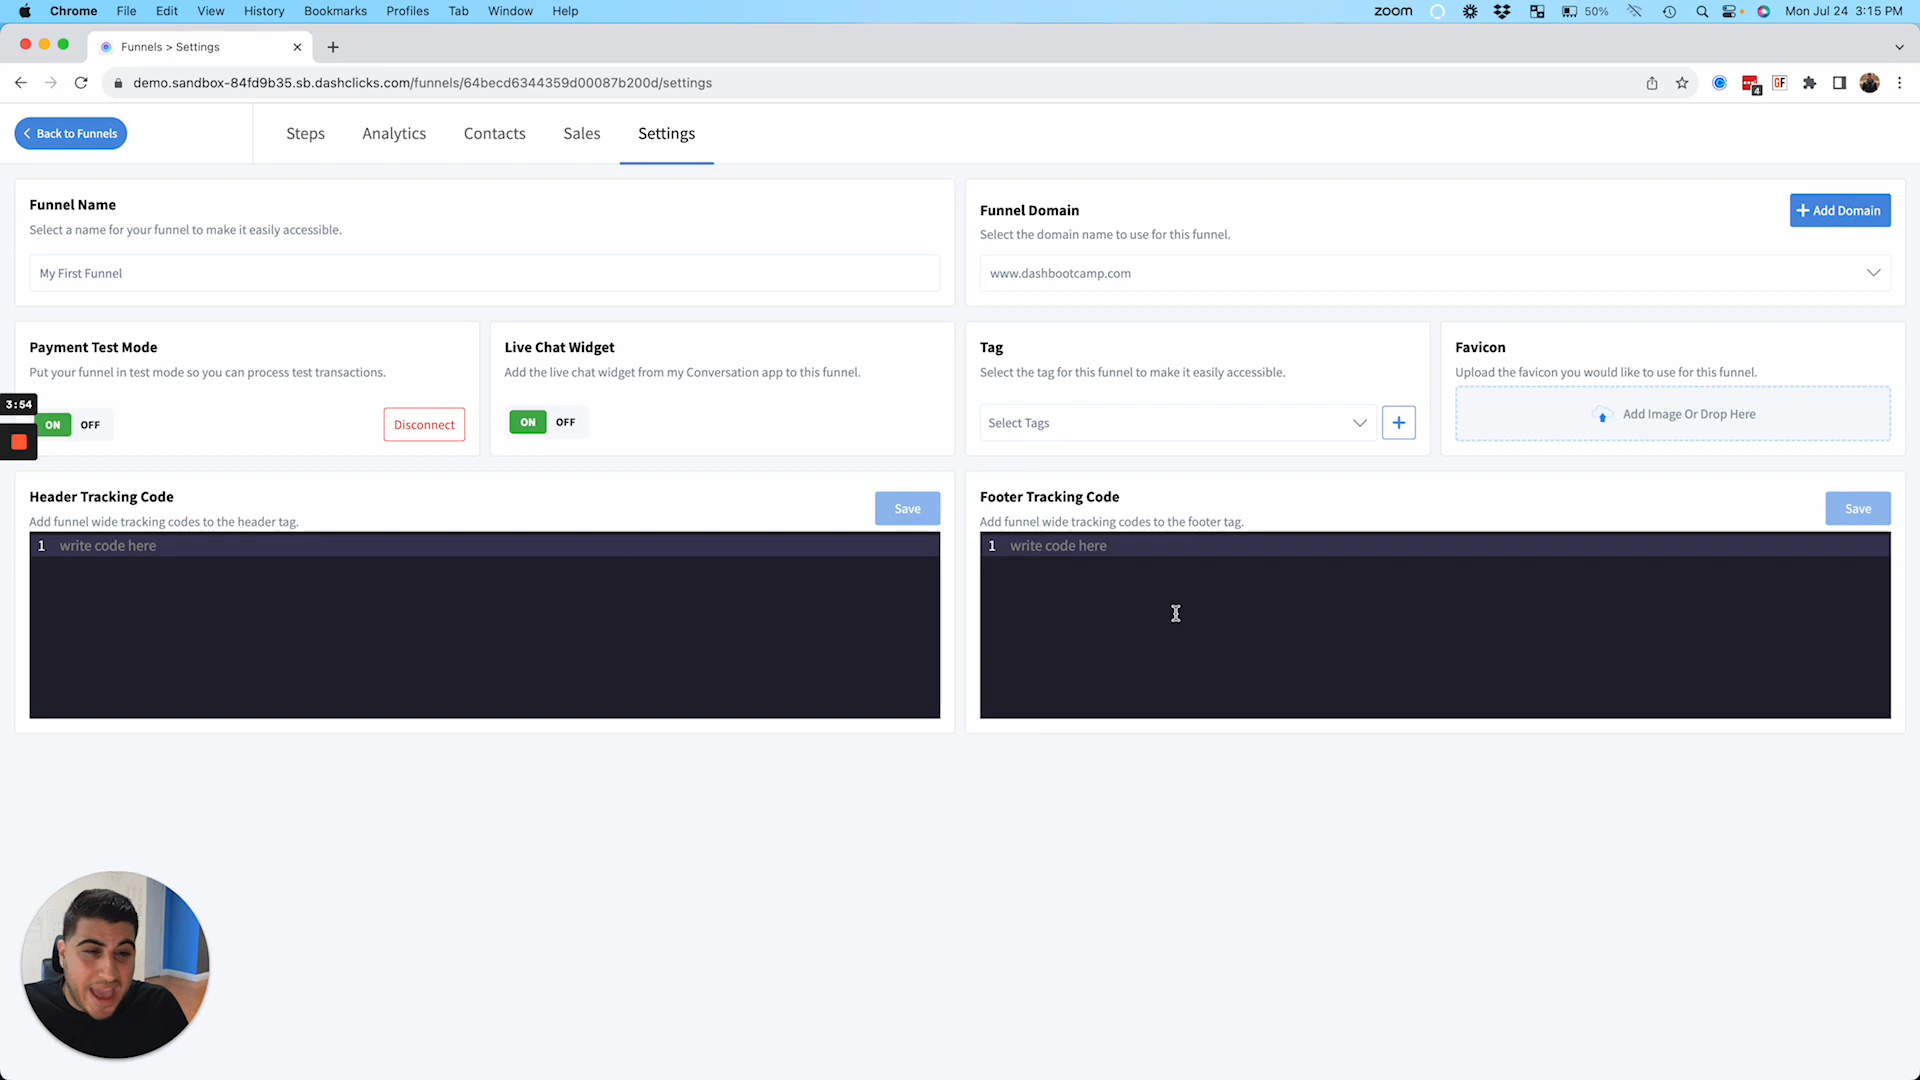 Chrome File Edit View History Bookmarks Profiles Tab Window Help zoom 50% Mon Jul 24 3:15 PM
Funnels > Settings
demo.sandbox-84fd9b35.sb.dashclicks.com/funnels/64becd6344359d00087b200d/settings 4 GF
Back to Funnels Steps Analytics Contacts Sales Settings
Funnel Name
Select a name for your funnel to make it easily accessible.
My First Funnel
Funnel Domain
+ Add Domain
Select the domain name to use for this funnel.
www.dashbootcamp.com
Payment Test Mode
Put your funnel in test mode so you can process test transactions.
3:54
ON OFF Disconnect
Live Chat Widget
Add the live chat widget from my Conversation app to this funnel.
ON OFF
Tag
Select the tag for this funnel to make it easily accessible.
Select Tags +
Favicon
Upload the favicon you would like to use for this funnel.
Add Image Or Drop Here
Header Tracking Code
Save
Add funnel wide tracking codes to the header tag.
1 write code here
Footer Tracking Code
Save
Add funnel wide tracking codes to the footer tag.
1 write code here